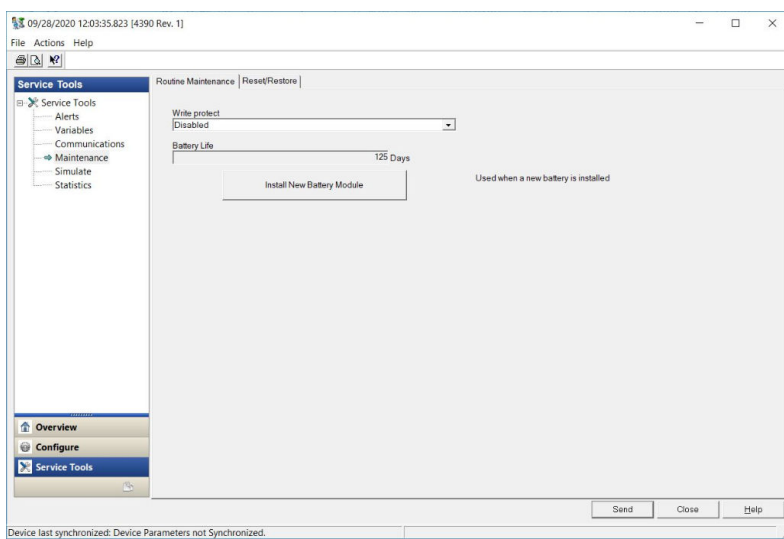 09/28/2020 12:03:35.823 [4390 Rev. 1]
File Actions Help
Service Tools
Service Tools
Alerts
Variables
Communications
Maintenance
Simulate
Statistics
Overview
Configure
Service Tools
Routine Maintenance Reset/Restore
Write protect
Disabled
Battery Life
125 Days
Install New Battery Module
Used when a new battery is installed
Send Close Help
Device last synchronized: Device Parameters not Synchronized.